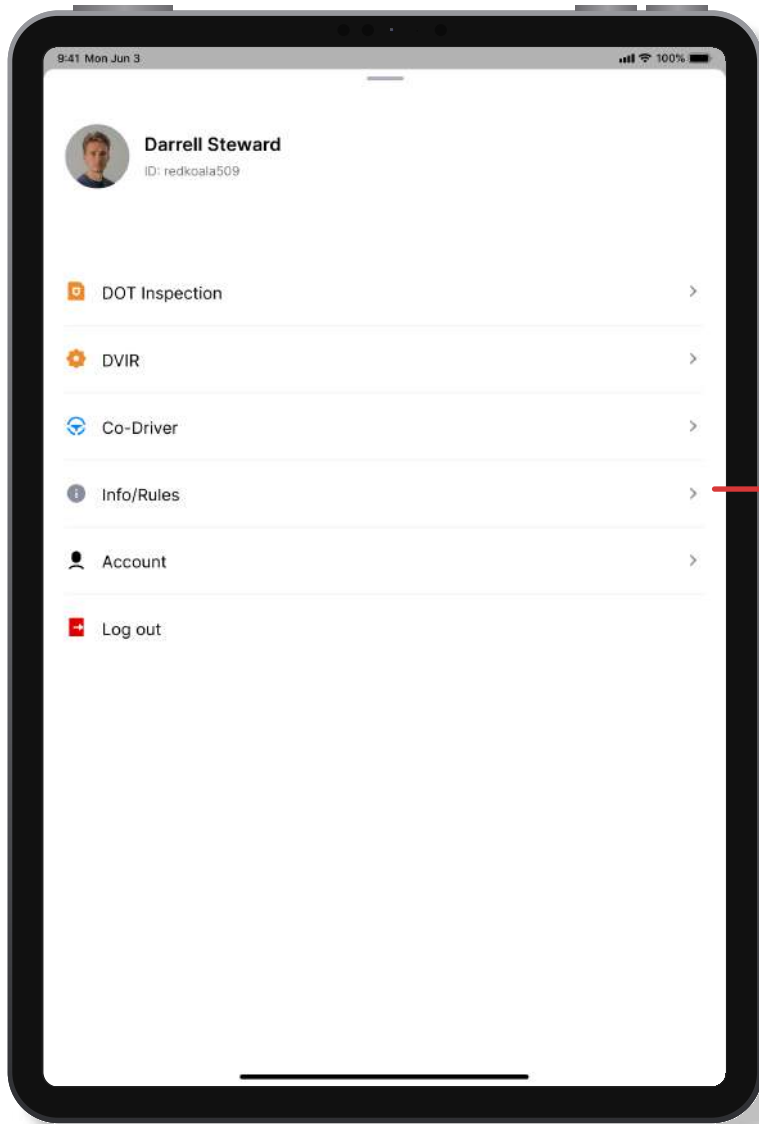 9:41 Mon Jun 3
100%
Darrell Steward
ID: redkoala509
DOT Inspection
DVIR
Co-Driver
Info/Rules
Account
Log out